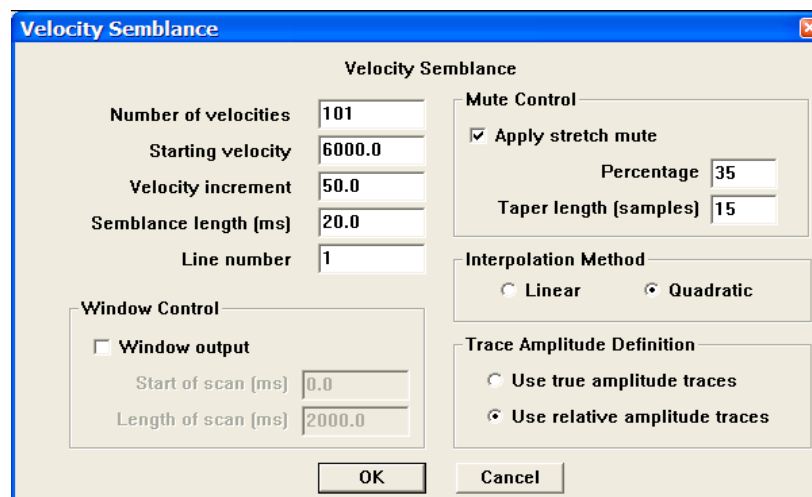 Velocity Semblance
Velocity Semblance
Number of velocities 101
Starting velocity 6000.0
Velocity increment 50.0
Semblance length (ms) 20.0
Line number 1
Window Control
Window output
Start of scan (ms) 0.0
Length of scan (ms) 2000.0
Mute Control
Apply stretch mute
Percentage 35
Taper length (samples) 15
Interpolation Method
Linear Quadratic
Trace Amplitude Definition
Use true amplitude traces
Use relative amplitude traces
OK Cancel